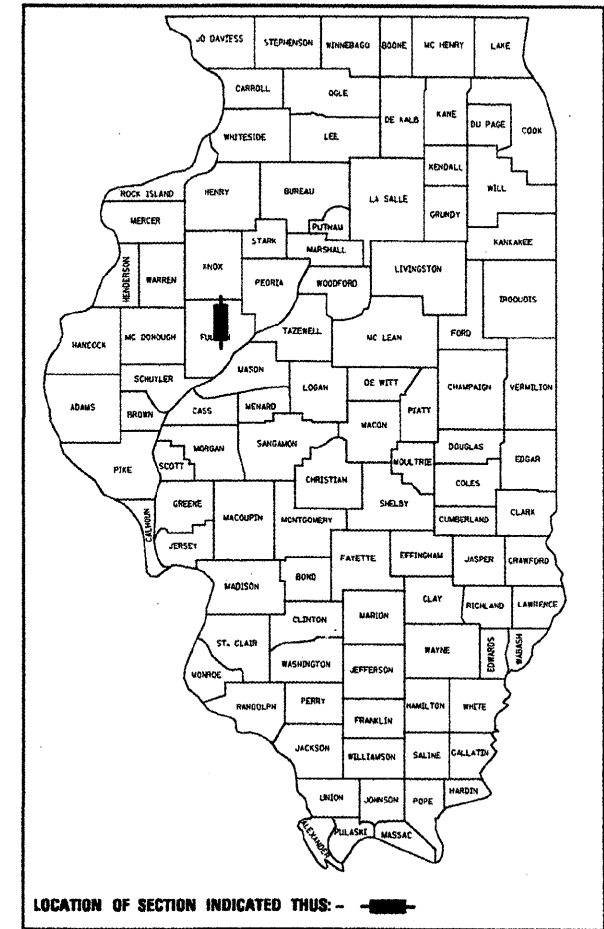 JO DAVIESS STEPHENSON WINNEBAGO BOONE MC HENRY LAKE
CARROLL OGLE DE KALB KANE DU PAGE COOK
WHITESIDE LEE KENDALL WILL
ROCK ISLAND HENRY BUREAU LA SALLE GRUNDY
MERCER STARK PUTNAM MARSHALL KANKAKEE
HENDERSON WARREN KNOX PEORIA WOODFORD LIVINGSTON IROQUOIS
HANCOCK MC DONOUGH TAZEWELL MC LEAN FORD
SCHUYLER MASON LOGAN DE WITT CHAMPAIGN VERMILION
ADAMS BROWN CASS MENARD MACON PIATT
PIKE SCOTT MORGAN SANGAMON CHRISTIAN MOULTRIE DOUGLAS EDGAR
COLES
CALHOUN GREENE MACOUPIN MONTGOMERY SHELBY CUMBERLAND CLARK
JERSEY FAYETTE EFFINGHAM JASPER CRAWFORD
MADISON BOND CLAY RICHLAND LAWRENCE
CLINTON MARION
ST. CLAIR WASHINGTON WAYNE EDWARDS WABASH
MONROE JEFFERSON
RANDOLPH PERRY HAMILTON WHITE
FRANKLIN
JACKSON WILLIAMSON SALINE GALLATIN
UNION JOHNSON POPE HARDIN
ALEXANDER PULASKI MASSAC
LOCATION OF SECTION INDICATED THUS: -